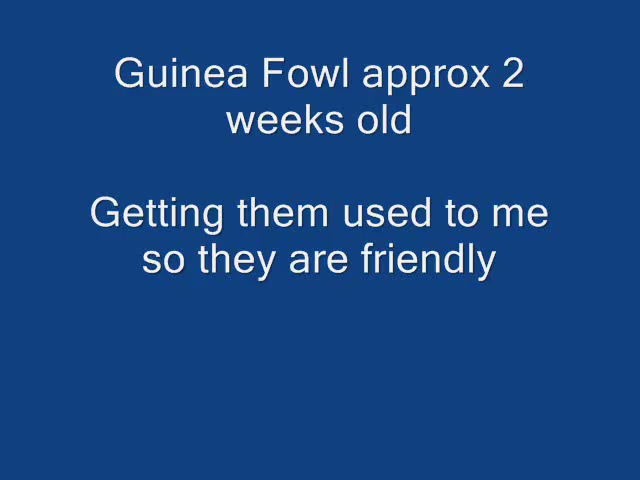 Guinea Fowl approx 2
weeks old
Getting them used to me
so they are friendly